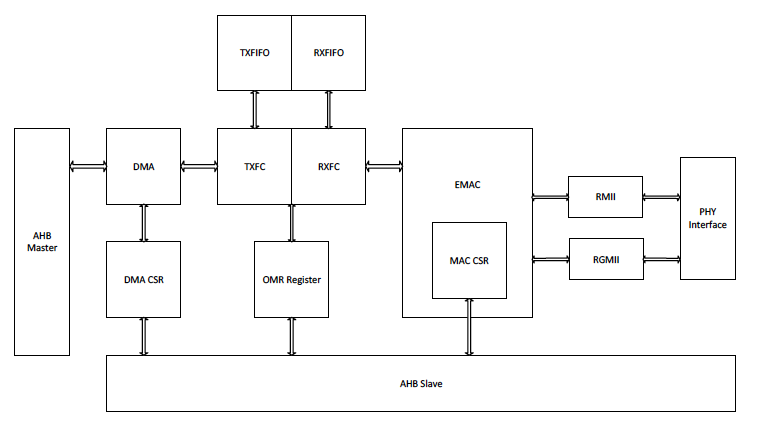 TXFIFO
RXFIFO
DMA
TXFC
RXFC
EMAC
RMII
PHY
Interface
AHB
Master
DMA CSR
OMR Register
MAC CSR
RGMII
AHB Slave